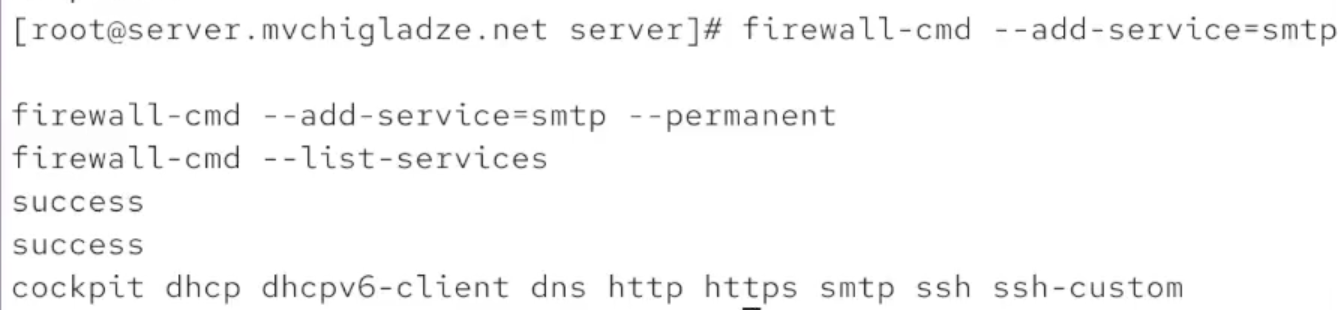 [root@server.mvchigladze.net server]# firewall-cmd --add-service=smtp
firewall-cmd --add-service=smtp --permanent
firewall-cmd --list-services
success
success
cockpit dhcp dhcpv6-client dns http https smtp ssh ssh-custom